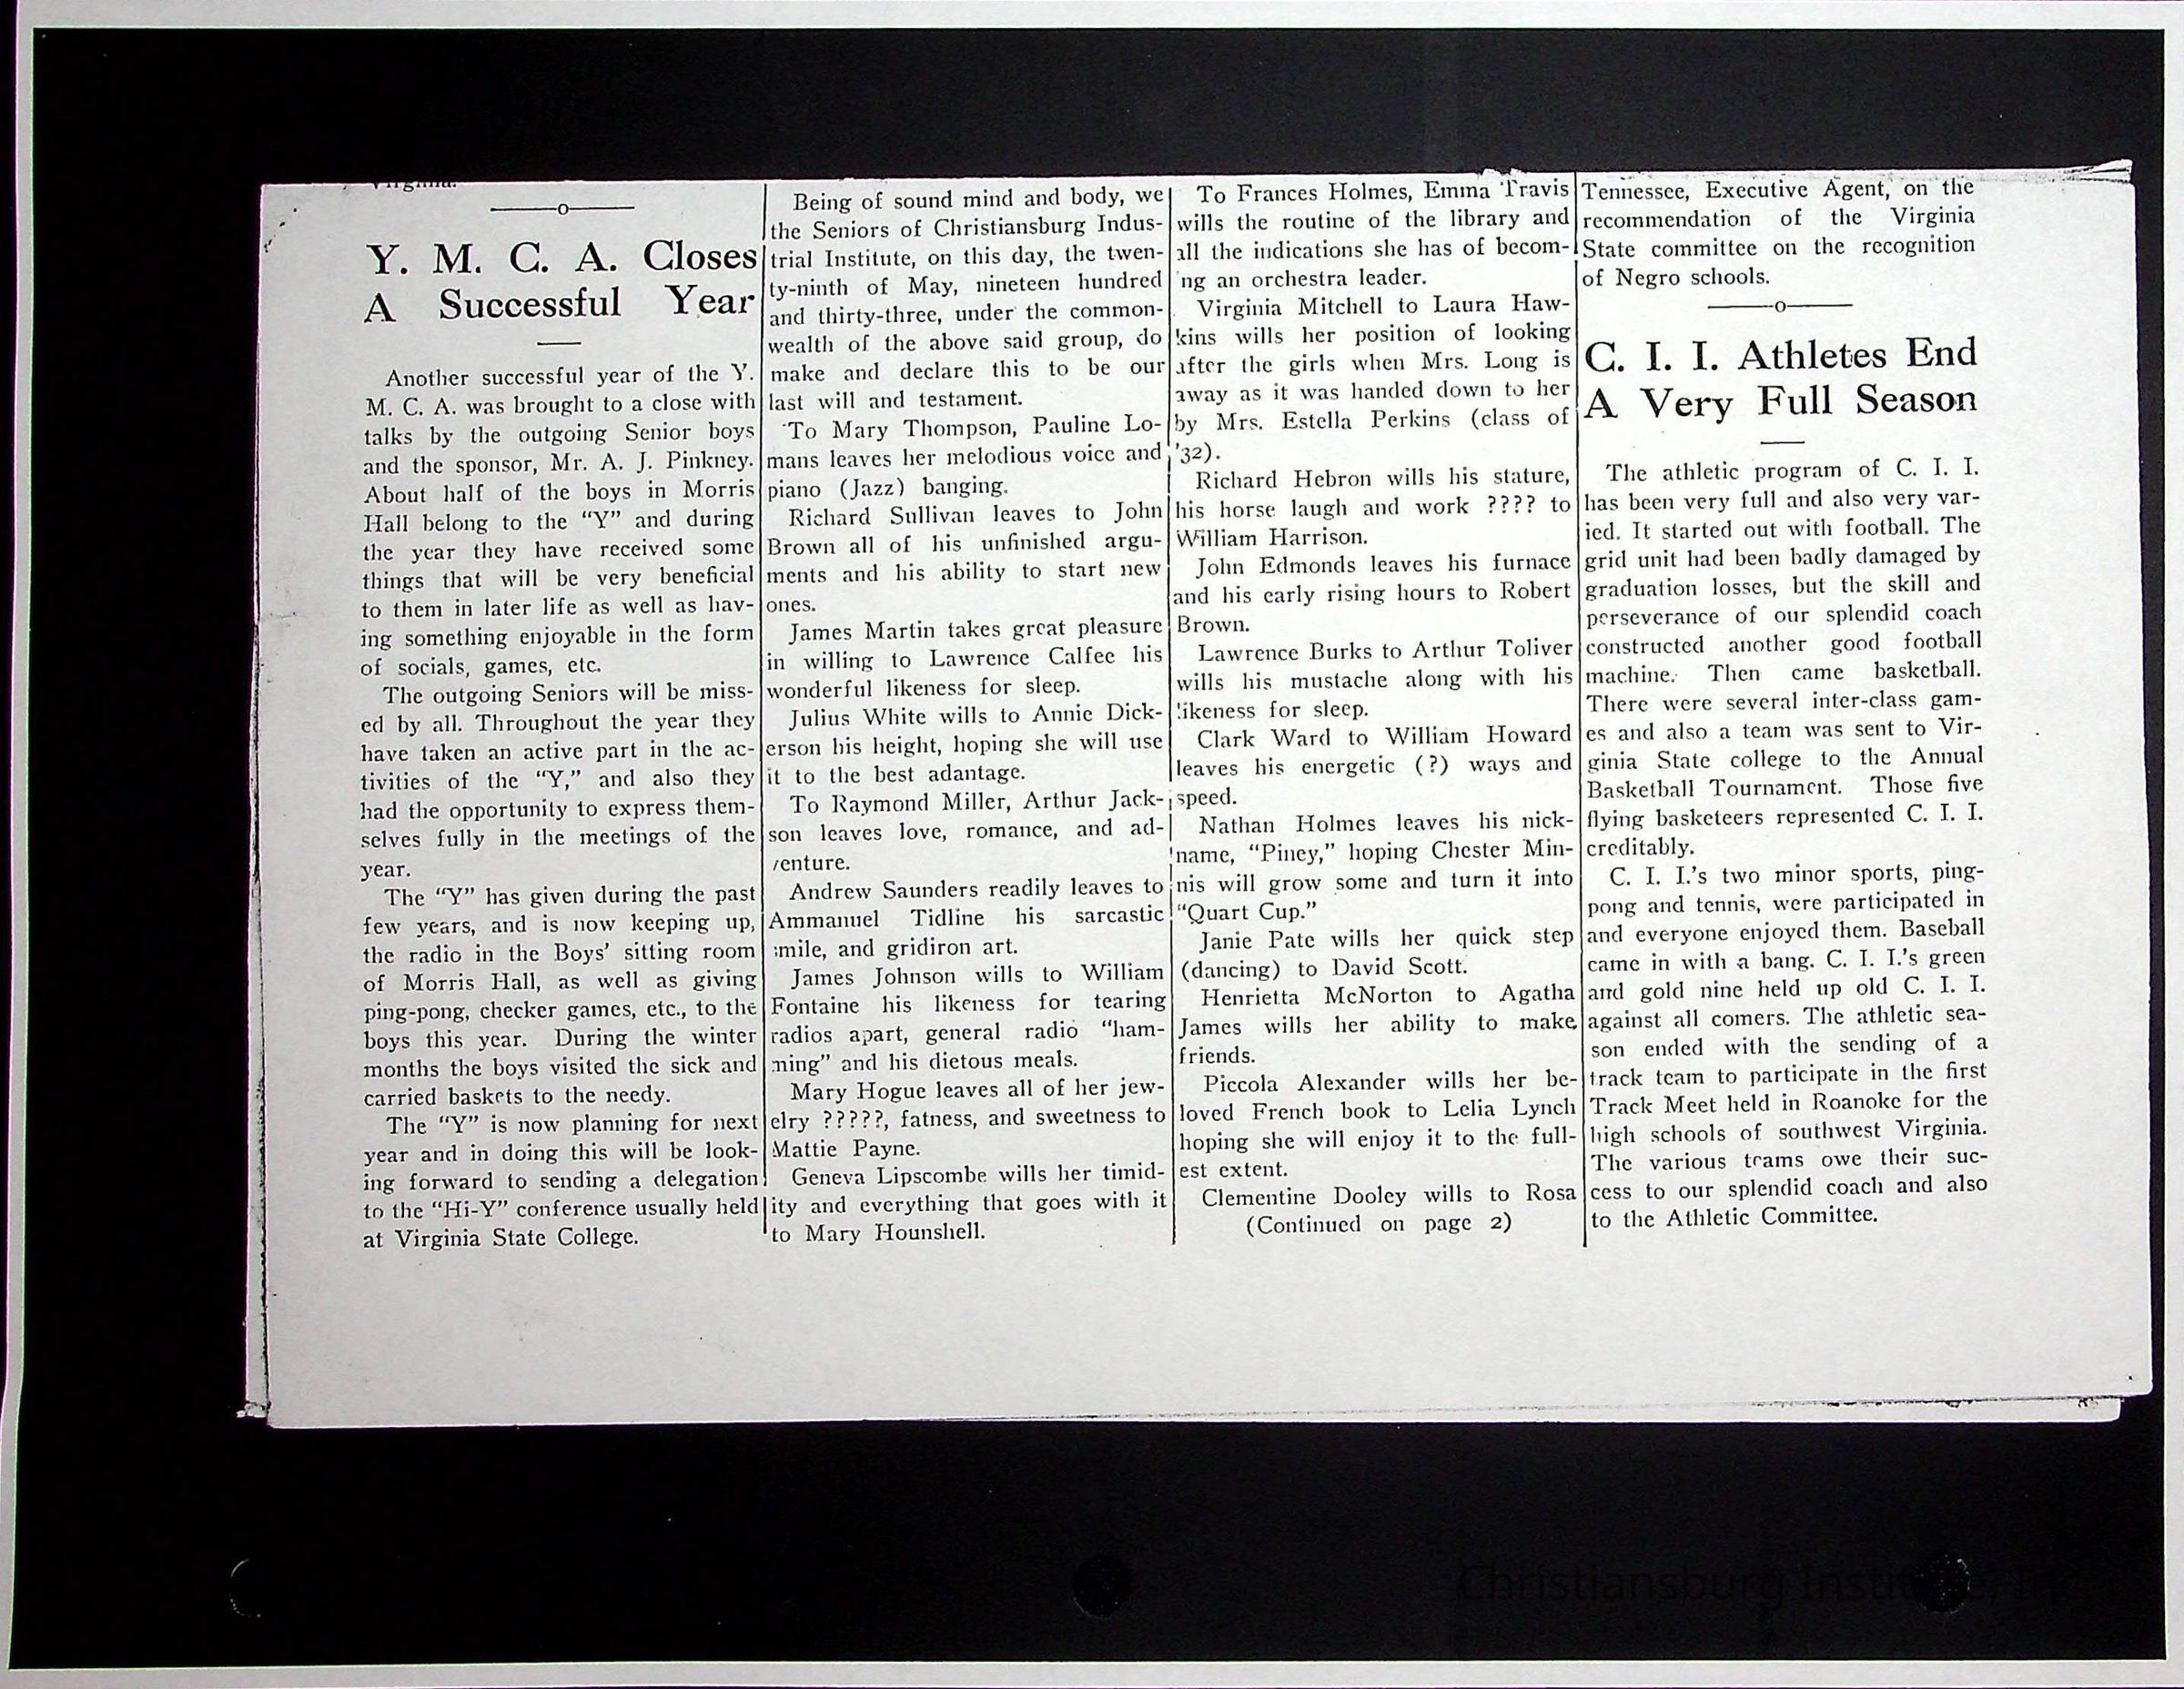 Virginia.
—o—
Y. M. C. A. Closes
A Successful Year
Another successful year of the Y.
M. C. A. was brought to a close with
talks by the outgoing Senior boys
and the sponsor, Mr. A. J. Pinkney.
About half of the boys in Morris
Hall belong to the “Y” and during
the year they have received some
things that will be very beneficial
to them in later life as well as hav-
ing something enjoyable in the form
of socials, games, etc.
The outgoing Seniors will be miss-
ed by all. Throughout the year they
have taken an active part in the ac-
tivities of the “Y,” and also they
had the opportunity to express them-
selves fully in the meetings of the
year.
The “Y” has given during the past
few years, and is now keeping up,
the radio in the Boys’ sitting room
of Morris Hall, as well as giving
ping-pong, checker games, etc., to the
boys this year. During the winter
months the boys visited the sick and
carried baskets to the needy.
The “Y” is now planning for next
year and in doing this will be look-
ing forward to sending a delegation
to the “Hi-Y” conference usually held
at Virginia State College.
Being of sound mind and body, we
the Seniors of Christiansburg Indus-
trial Institute, on this day, the twen-
ty-ninth of May, nineteen hundred
and thirty-three, under the common-
wealth of the above said group, do
make and declare this to be our
last will and testament.
To Mary Thompson, Pauline Lo-
mans leaves her melodious voice and
piano (Jazz) banging.
Richard Sullivan leaves to John
Brown all of his unfinished argu-
ments and his ability to start new
ones.
James Martin takes great pleasure
in willing to Lawrence Calfee his
wonderful likeness for sleep.
Julius White wills to Annie Dick-
erson his height, hoping she will use
it to the best adantage.
To Raymond Miller, Arthur Jack-
son leaves love, romance, and ad-
venture.
Andrew Saunders readily leaves to
Ammanuel Tidline his sarcastic
smile, and gridiron art.
James Johnson wills to William
Fontaine his likeness for tearing
radios apart, general radio “ham-
ming” and his dietous meals.
Mary Hogue leaves all of her jew-
elry ?????, fatness, and sweetness to
Mattie Payne.
Geneva Lipscombe wills her timid-
ity and everything that goes with it
to Mary Hounshell.
To Frances Holmes, Emma Travis
wills the routine of the library and
all the indications she has of becom-
ing an orchestra leader.
Virginia Mitchell to Laura Haw-
kins wills her position of looking
after the girls when Mrs. Long is
away as it was handed down to her
by Mrs. Estella Perkins (class of
’32).
Richard Hebron wills his stature,
his horse laugh and work ???? to
William Harrison.
John Edmonds leaves his furnace
and his early rising hours to Robert
Brown.
Lawrence Burks to Arthur Toliver
wills his mustache along with his
likeness for sleep.
Clark Ward to William Howard
leaves his energetic (?) ways and
speed.
Nathan Holmes leaves his nick-
name, “Piney,” hoping Chester Min-
nis will grow some and turn it into
“Quart Cup.”
Janie Pate wills her quick step
(dancing) to David Scott.
Henrietta McNorton to Agatha
James wills her ability to make
friends.
Piccola Alexander wills her be-
loved French book to Lelia Lynch
hoping she will enjoy it to the full-
est extent.
Clementine Dooley wills to Rosa
(Continued on page 2)
Tennessee, Executive Agent, on the
recommendation of the Virginia
State committee on the recognition
of Negro schools.
—o—
C. I. I. Athletes End
A Very Full Season
The athletic program of C. I. I.
has been very full and also very var-
ied. It started out with football. The
grid unit had been badly damaged by
graduation losses, but the skill and
perseverance of our splendid coach
constructed another good football
machine. Then came basketball.
There were several inter-class gam-
es and also a team was sent to Vir-
ginia State college to the Annual
Basketball Tournament. Those five
flying basketeers represented C. I. I.
creditably.
C. I. I.’s two minor sports, ping-
pong and tennis, were participated in
and everyone enjoyed them. Baseball
came in with a bang. C. I. I.’s green
and gold nine held up old C. I. I.
against all comers. The athletic sea-
son ended with the sending of a
track team to participate in the first
Track Meet held in Roanoke for the
high schools of southwest Virginia.
The various teams owe their suc-
cess to our splendid coach and also
to the Athletic Committee.
Christiansburg Institute,